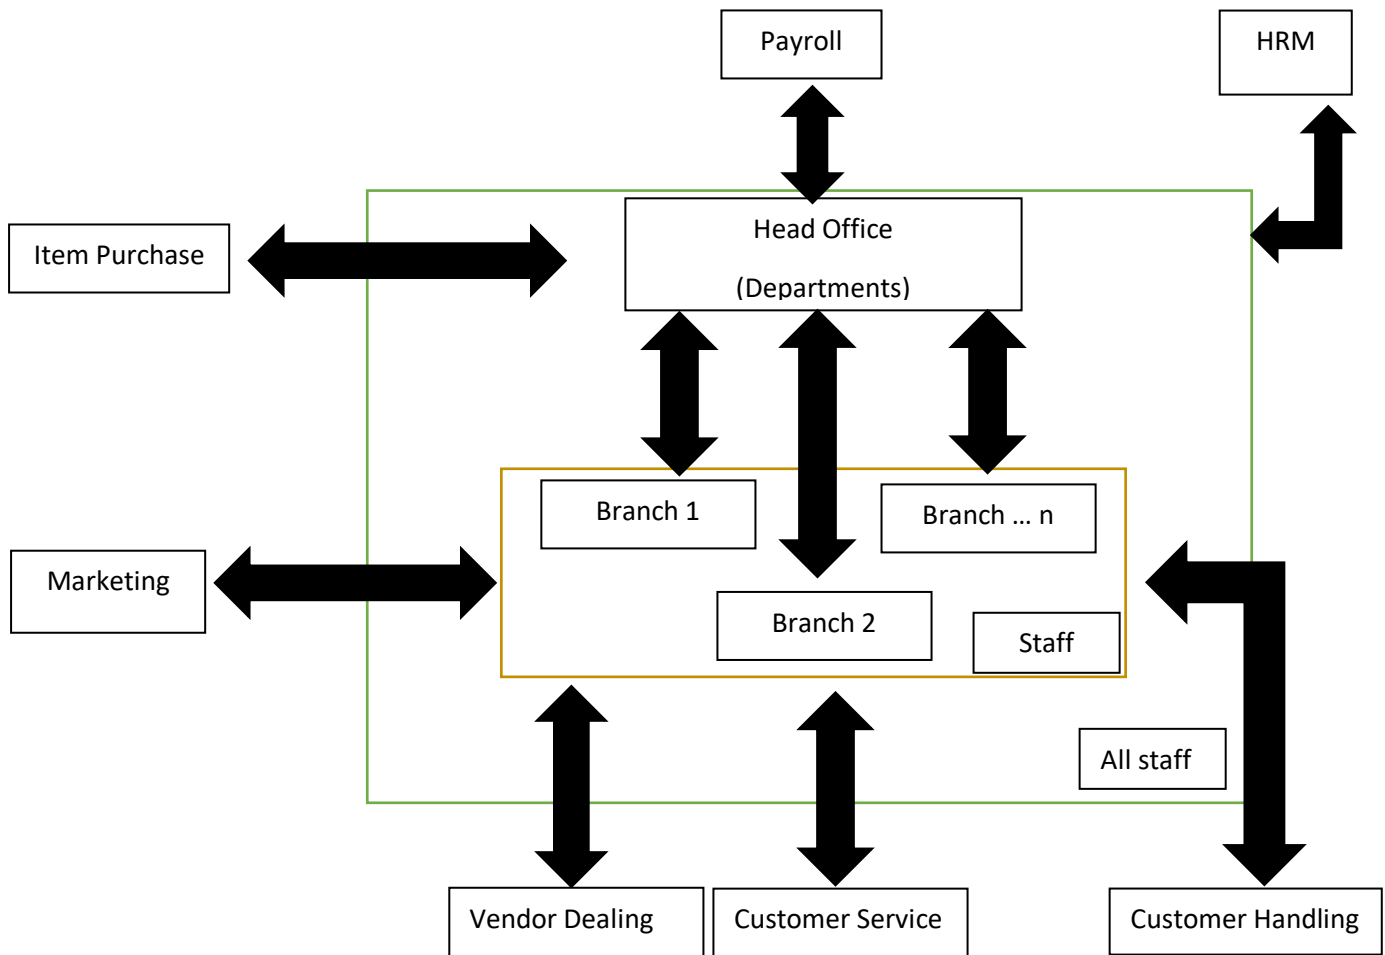 Payroll
HRM
Item Purchase
Head Office
(Departments)
Branch 1
Branch ... n
Marketing
Branch 2
Staff
All staff
Vendor Dealing
Customer Service
Customer Handling